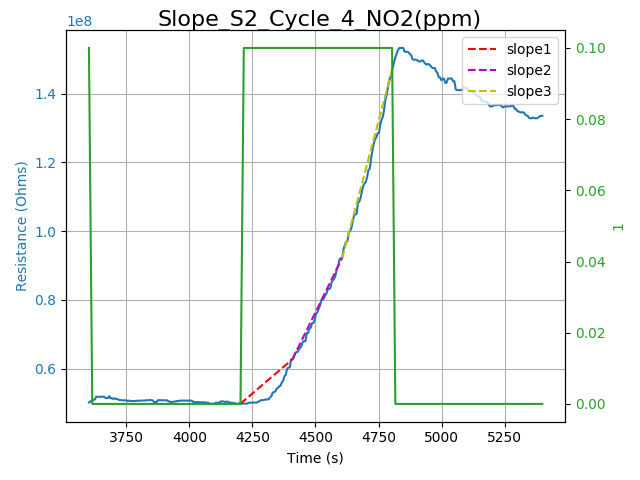 Slope_S2_Cycle_4_NO2(ppm)
1e8
slope1
slope2
slope3
1.4
1.2
1.0
0.8
0.6
Resistance (Ohms)
0.10
0.08
0.06
0.04
0.02
0.00
1
3750 4000 4250 4500 4750 5000 5250
Time (s)